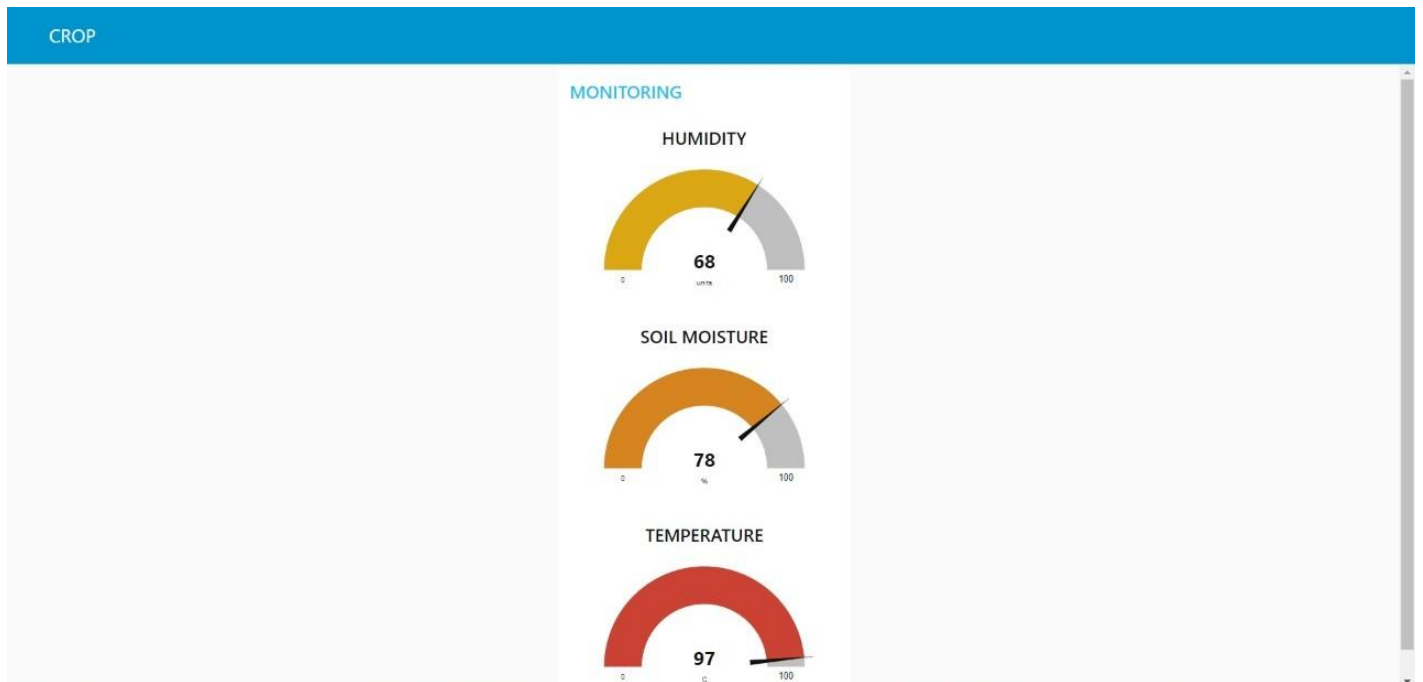 CROP
MONITORING
HUMIDITY
68
0 units 100
SOIL MOISTURE
78
0 % 100
TEMPERATURE
97
0 C 100